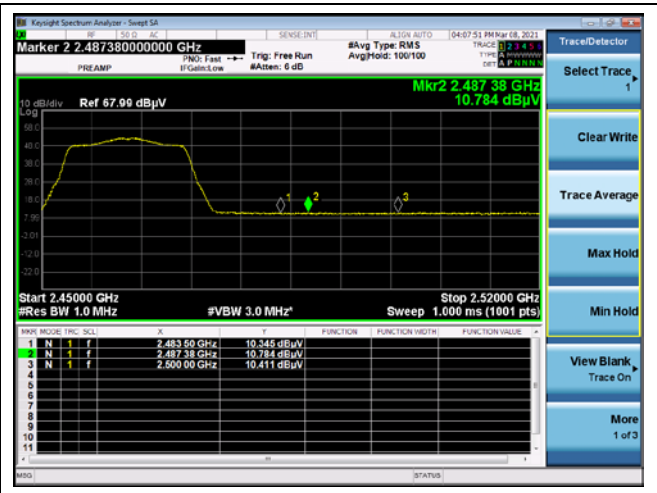 Keysight Spectrum Analyzer - Swept SA
RF 50 Ω AC SENSE:INT ALIGN AUTO 04:07:51 PM Mar 08, 2021
Marker 2 2.487380000000 GHz
PREAMP
PNO: Fast
IFGain:Low
Trig: Free Run
#Atten: 6 dB
#Avg Type: RMS
Avg|Hold: 100/100
TRACE 1 2 3 4 5 6
TYPE A
DET A P N N N N
Trace/Detector
Mkr2 2.487 38 GHz
10.784 dBµV
10 dB/div Ref 67.99 dBµV
Log
58.0
48.0
38.0
28.0
18.0
7.99
-2.01
-12.0
-22.0
1
2
3
Start 2.45000 GHz Stop 2.52000 GHz
#Res BW 1.0 MHz #VBW 3.0 MHz* Sweep 1.000 ms (1001 pts)
MKR MODE TRC SCL X Y FUNCTION FUNCTION WIDTH FUNCTION VALUE
1 N 1 f 2.483 50 GHz 10.345 dBuV
2 N 1 f 2.487 38 GHz 10.784 dBuV
3 N 1 f 2.500 00 GHz 10.411 dBuV
4
5
6
7
8
9
10
11
MSG STATUS
Select Trace
1
Clear Write
Trace Average
Max Hold
Min Hold
View Blank
Trace On
More
1 of 3